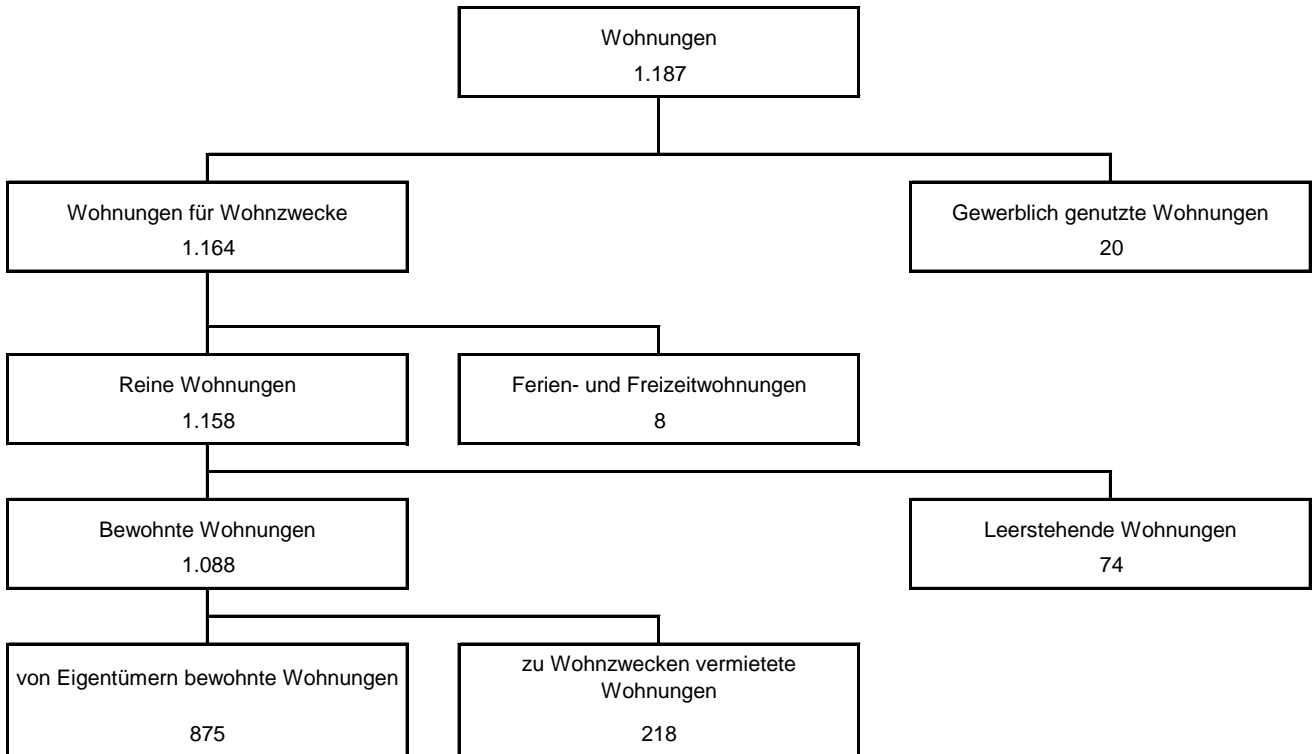 Wohnungen
1.187
Wohnungen für Wohnzwecke
1.164
Gewerblich genutzte Wohnungen
20
Reine Wohnungen
1.158
Ferien- und Freizeitwohnungen
8
Bewohnte Wohnungen
1.088
Leerstehende Wohnungen
74
von Eigentümern bewohnte Wohnungen
875
zu Wohnzwecken vermietete
Wohnungen
218